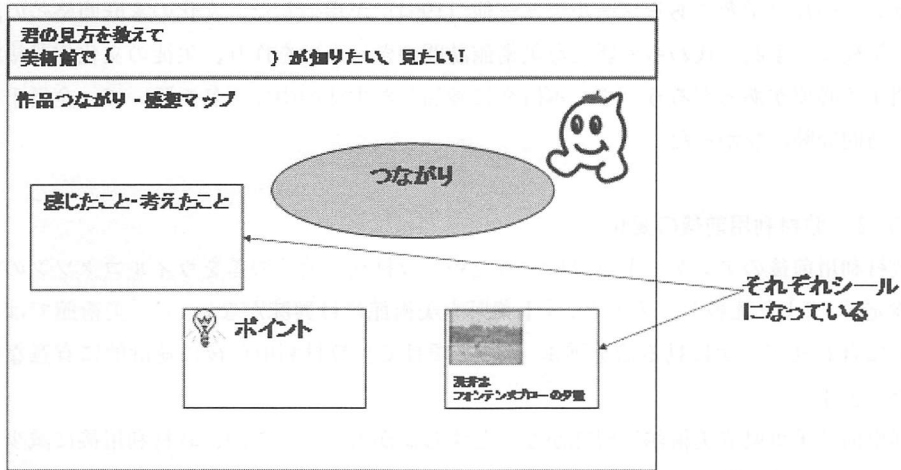 君の見方を教えて
美術館で {　　　　　　　} が知りたい、見たい！
作品つながり・感想マップ
つながり
感じたこと・考えたこと
それぞれシール
になっている
ポイント
フォンテンヌブローの夕暮